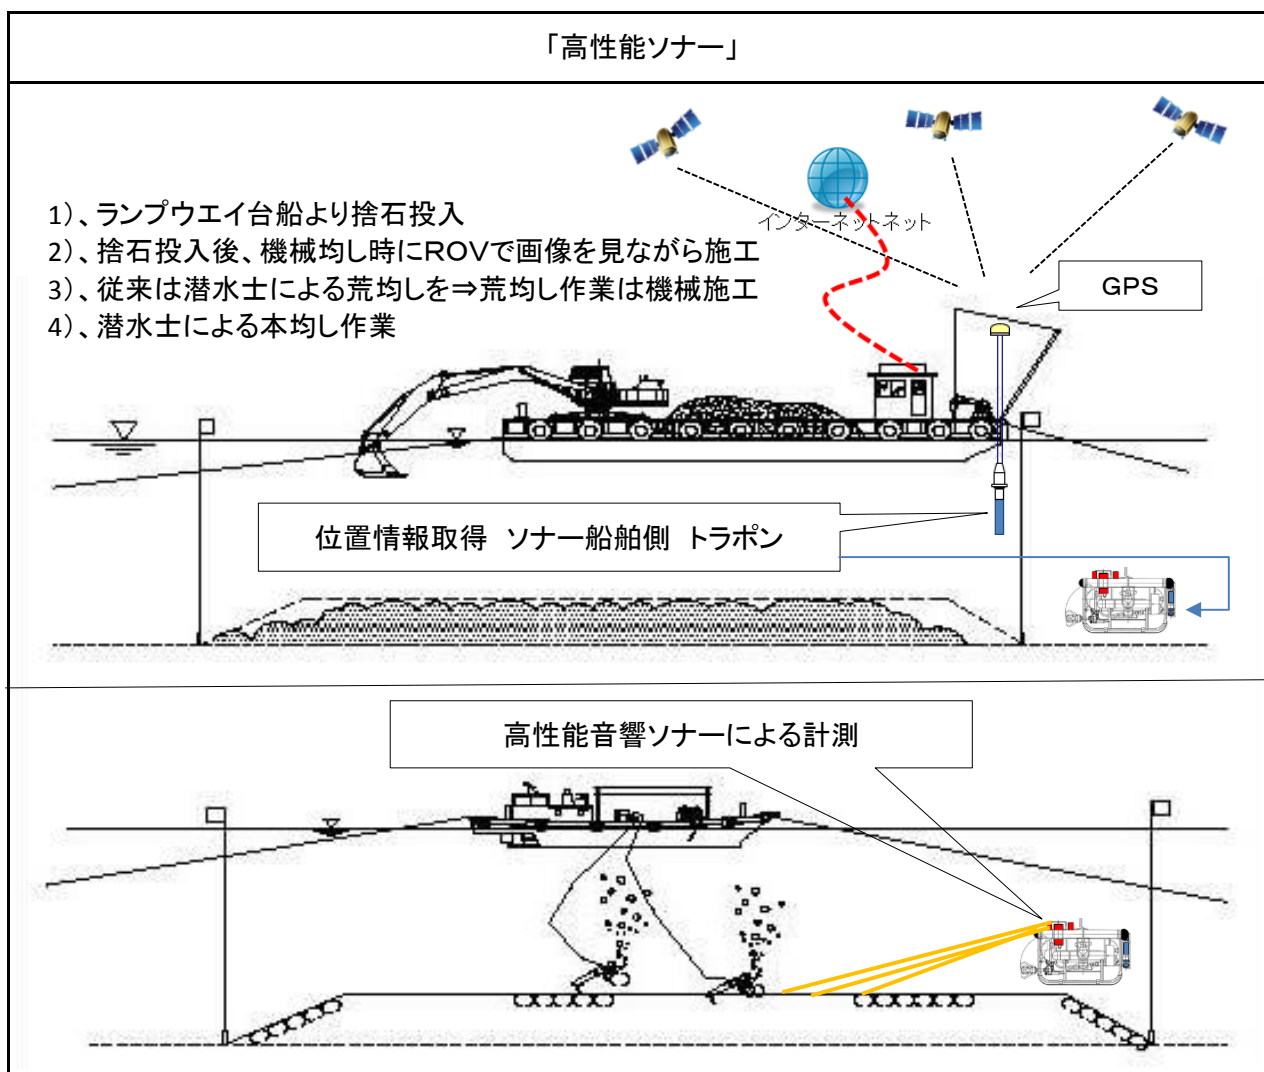 「高性能ソナー」
インターネットネット
1）、ランプウエイ台船より捨石投入
2）、捨石投入後、機械均し時にＲＯＶで画像を見ながら施工
3）、従来は潜水士による荒均しを⇒荒均し作業は機械施工
4）、潜水士による本均し作業
GPS
位置情報取得　ソナー船舶側　トラポン
高性能音響ソナーによる計測